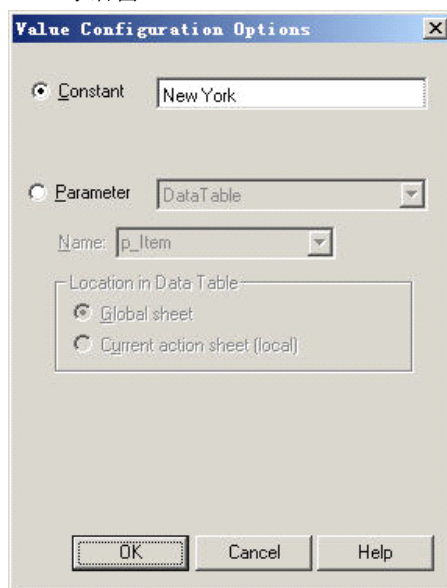 Value Configuration Options
Constant
New York
Parameter
DataTable
Name:
p_Item
Location in Data Table
Global sheet
Current action sheet (local)
OK
Cancel
Help